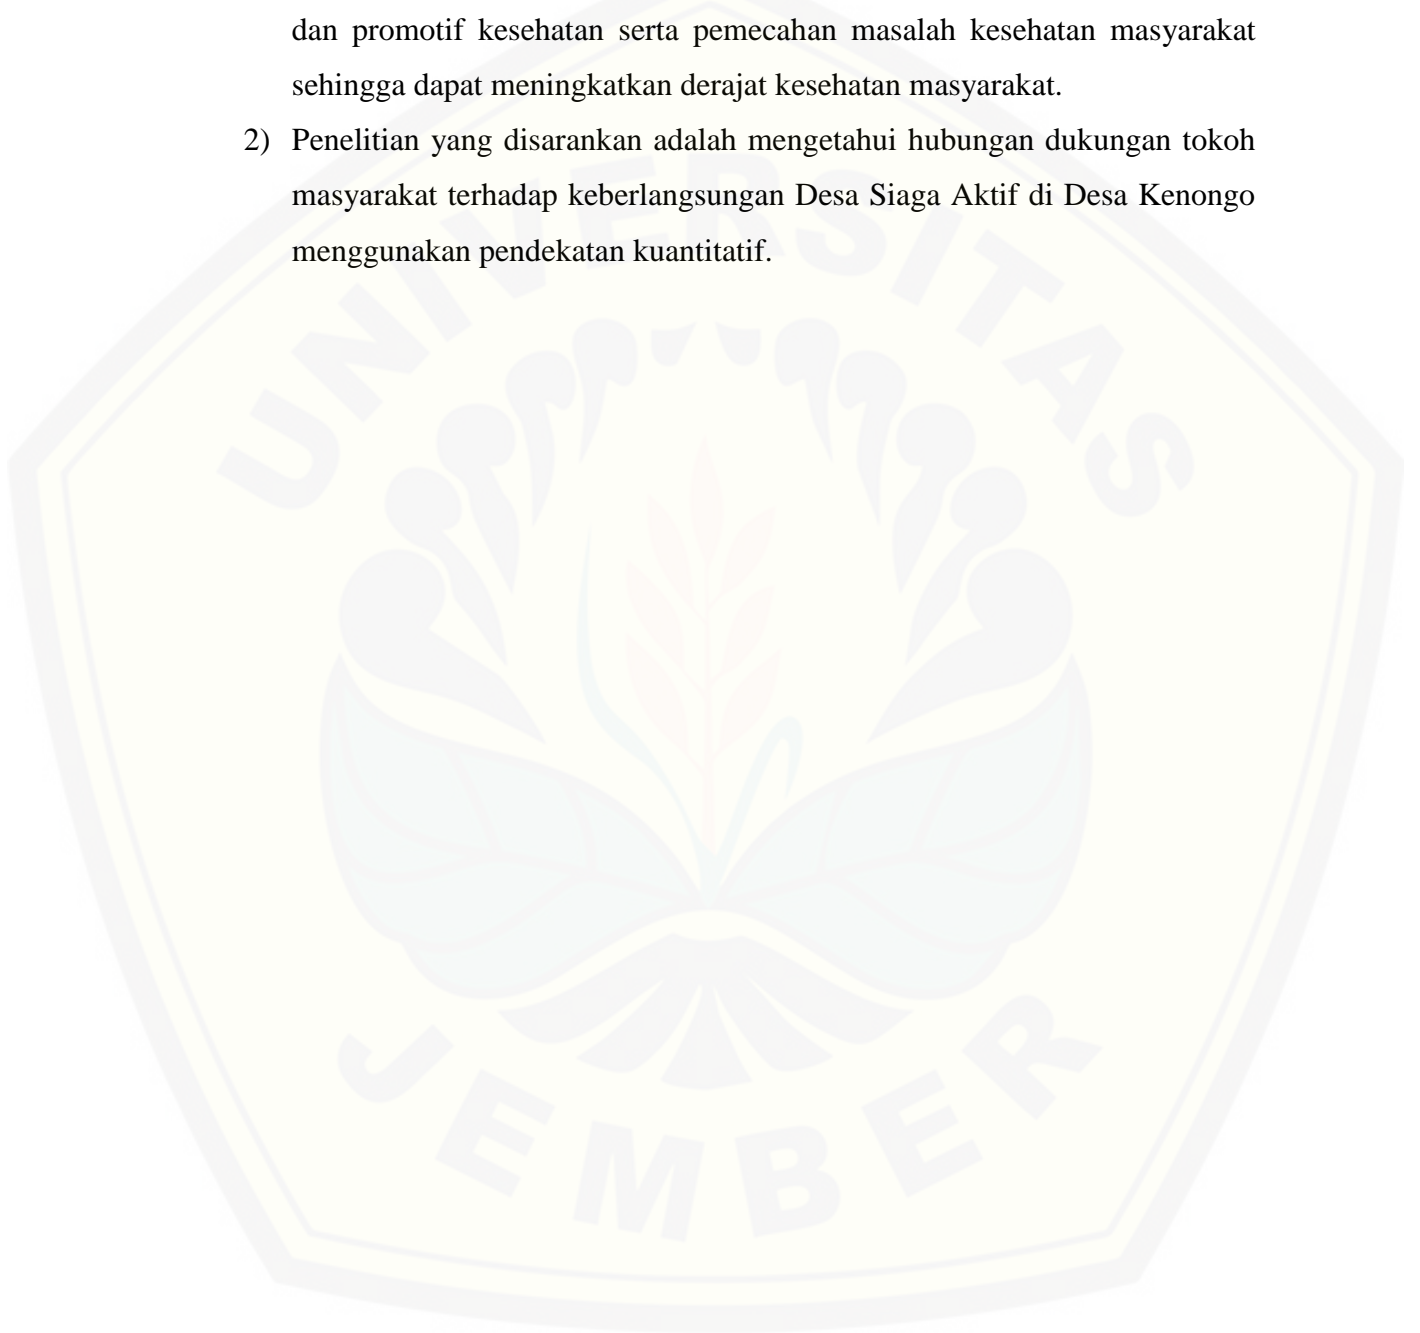 dan promotif kesehatan serta pemecahan masalah kesehatan masyarakat
sehingga dapat meningkatkan derajat kesehatan masyarakat.
2) Penelitian yang disarankan adalah mengetahui hubungan dukungan tokoh
masyarakat terhadap keberlangsungan Desa Siaga Aktif di Desa Kenongo
menggunakan pendekatan kuantitatif.
UNIVERSITAS
JEMBER